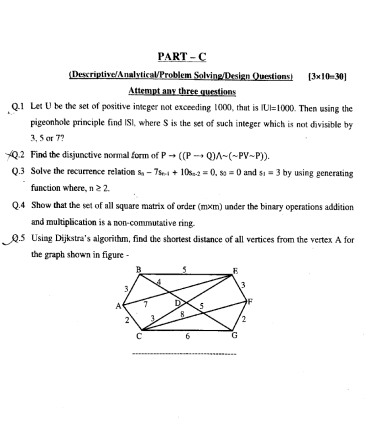 PART – C
(Descriptive/Analytical/Problem Solving/Design Questions) [3×10=30]
Attempt any three questions
Q.1 Let U be the set of positive integer not exceeding 1000, that is |U|=1000. Then using the
pigeonhole principle find |S|, where S is the set of such integer which is not divisible by
3, 5 or 7?
Q.2 Find the disjunctive normal form of P → ((P → Q)Λ~(~PV~P)).
Q.3 Solve the recurrence relation sₙ – 7sₙ₋₁ + 10sₙ₋₂ = 0, s₀ = 0 and s₁ = 3 by using generating
function where, n ≥ 2.
Q.4 Show that the set of all square matrix of order (m×m) under the binary operations addition
and multiplication is a non-commutative ring.
Q.5 Using Dijkstra's algorithm, find the shortest distance of all vertices from the vertex A for
the graph shown in figure -
B 5 E
3 4 3
A 7 D 5 F
2 3 8 2
C 6 G